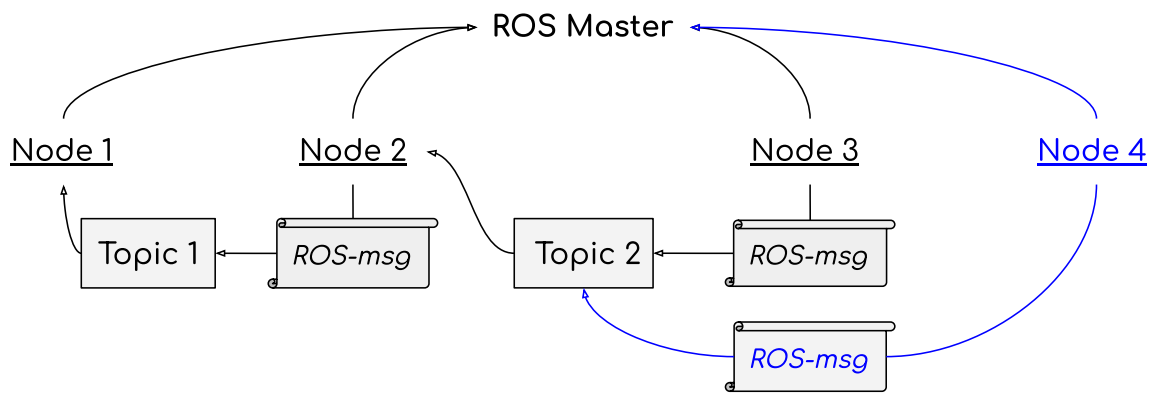 ROS Master
Node 1
Node 2
Node 3
Node 4
Topic 1
ROS-msg
Topic 2
ROS-msg
ROS-msg